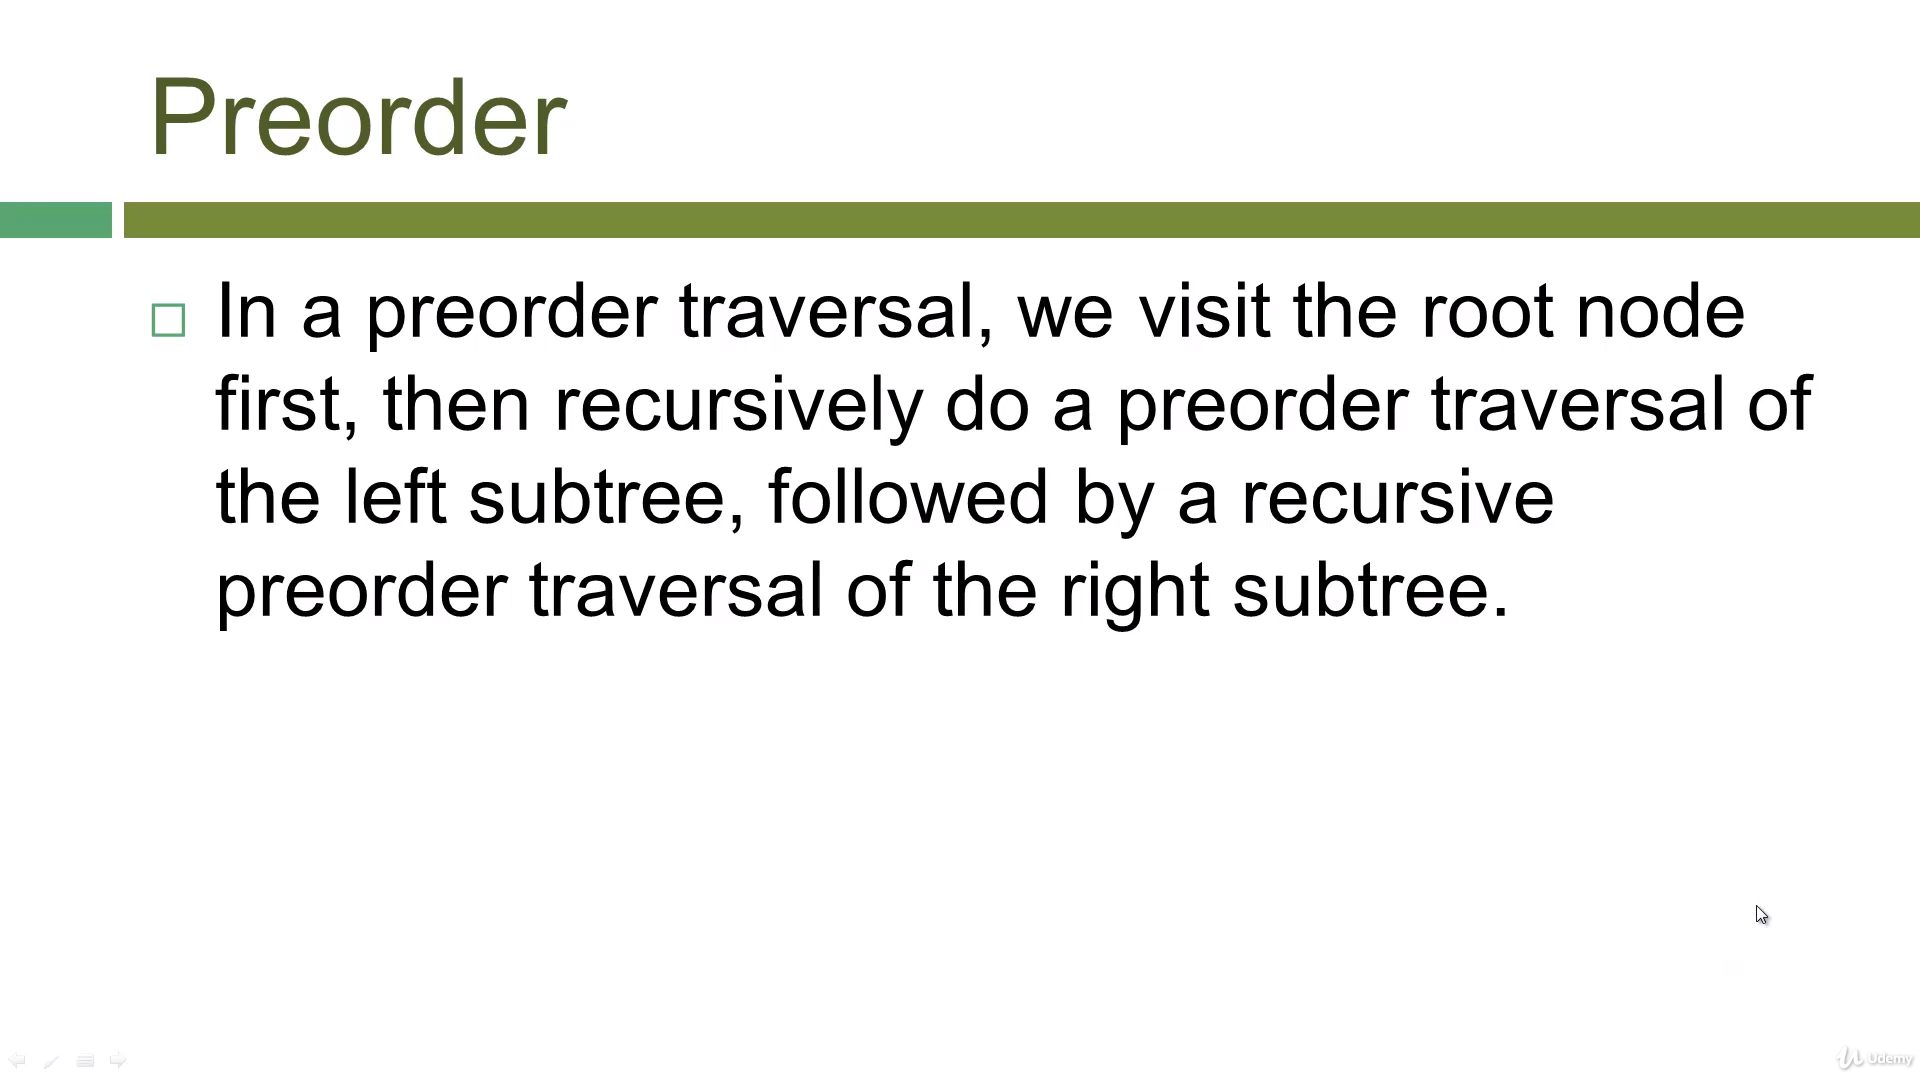 Preorder
In a preorder traversal, we visit the root node
first, then recursively do a preorder traversal of
the left subtree, followed by a recursive
preorder traversal of the right subtree.
Udemy